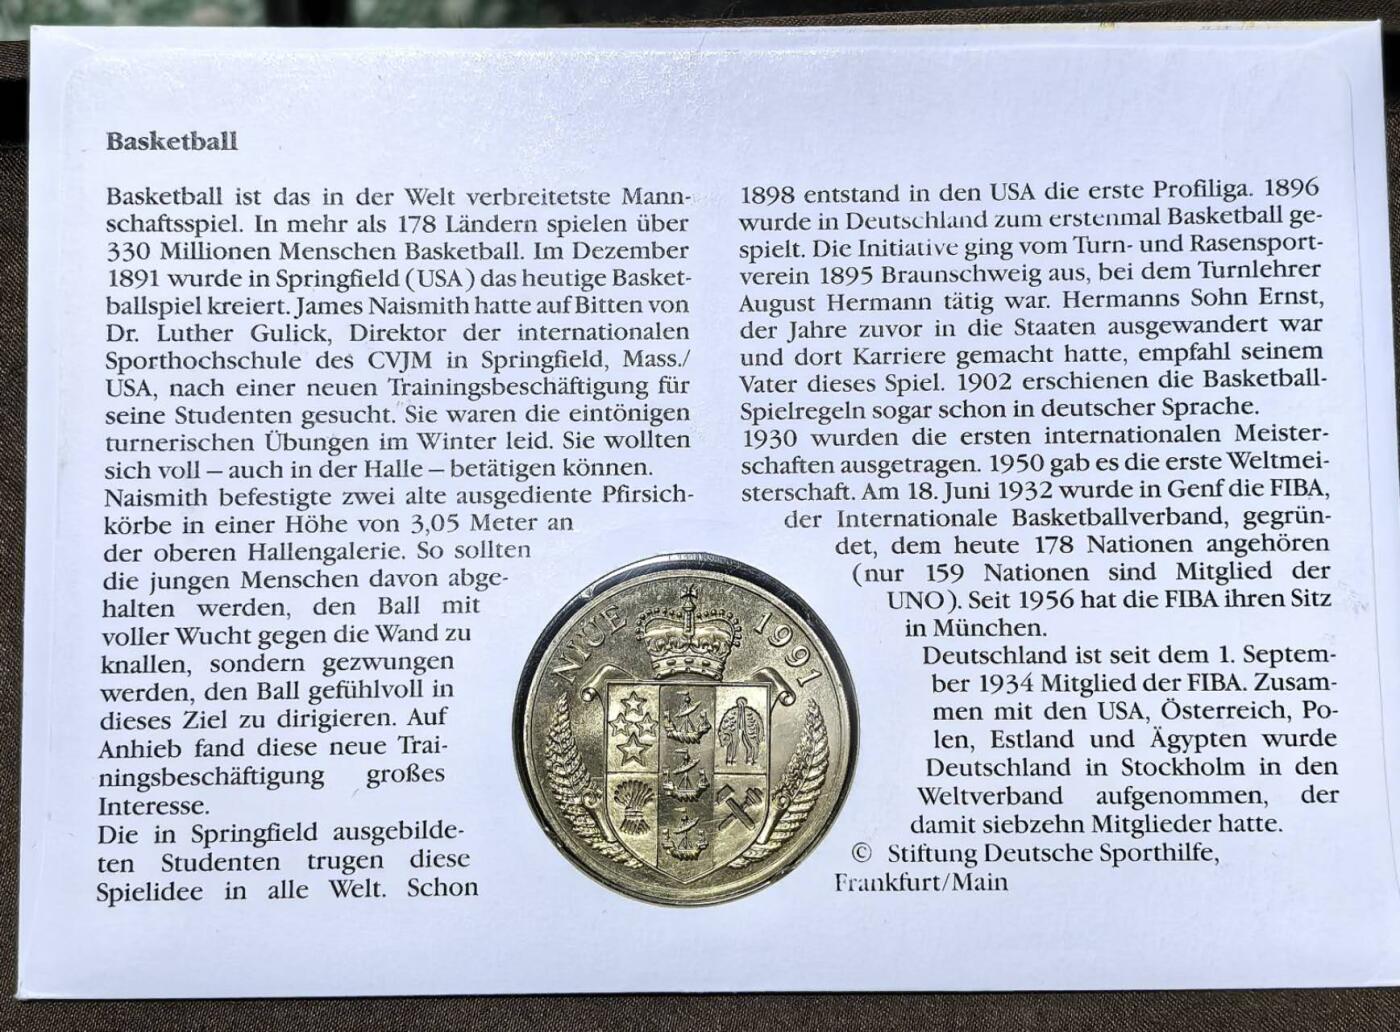 Basketball
Basketball ist das in der Welt verbreitetste Mann-
schaftsspiel. In mehr als 178 Ländern spielen über
330 Millionen Menschen Basketball. Im Dezember
1891 wurde in Springfield (USA) das heutige Basket-
ballspiel kreiert. James Naismith hatte auf Bitten von
Dr. Luther Gulick, Direktor der internationalen
Sporthochschule des CVJM in Springfield, Mass./
USA, nach einer neuen Trainingsbeschäftigung für
seine Studenten gesucht. Sie waren die eintönigen
turnerischen Übungen im Winter leid. Sie wollten
sich voll – auch in der Halle – betätigen können.
Naismith befestigte zwei alte ausgediente Pfirsich-
körbe in einer Höhe von 3,05 Meter an
der oberen Hallengalerie. So sollten
die jungen Menschen davon abge-
halten werden, den Ball mit
voller Wucht gegen die Wand zu
knallen, sondern gezwungen
werden, den Ball gefühlvoll in
dieses Ziel zu dirigieren. Auf
Anhieb fand diese neue Trai-
ningsbeschäftigung großes
Interesse.
Die in Springfield ausgebilde-
ten Studenten trugen diese
Spielidee in alle Welt. Schon
1898 entstand in den USA die erste Profiliga. 1896
wurde in Deutschland zum erstenmal Basketball ge-
spielt. Die Initiative ging vom Turn- und Rasensport-
verein 1895 Braunschweig aus, bei dem Turnlehrer
August Hermann tätig war. Hermanns Sohn Ernst,
der Jahre zuvor in die Staaten ausgewandert war
und dort Karriere gemacht hatte, empfahl seinem
Vater dieses Spiel. 1902 erschienen die Basketball-
Spielregeln sogar schon in deutscher Sprache.
1930 wurden die ersten internationalen Meister-
schaften ausgetragen. 1950 gab es die erste Weltmei-
sterschaft. Am 18. Juni 1932 wurde in Genf die FIBA,
der Internationale Basketballverband, gegrün-
det, dem heute 178 Nationen angehören
(nur 159 Nationen sind Mitglied der
UNO). Seit 1956 hat die FIBA ihren Sitz
in München.
Deutschland ist seit dem 1. Septem-
ber 1934 Mitglied der FIBA. Zusam-
men mit den USA, Österreich, Po-
len, Estland und Ägypten wurde
Deutschland in Stockholm in den
Weltverband aufgenommen, der
damit siebzehn Mitglieder hatte.
© Stiftung Deutsche Sporthilfe,
Frankfurt/Main
NIUE 1991